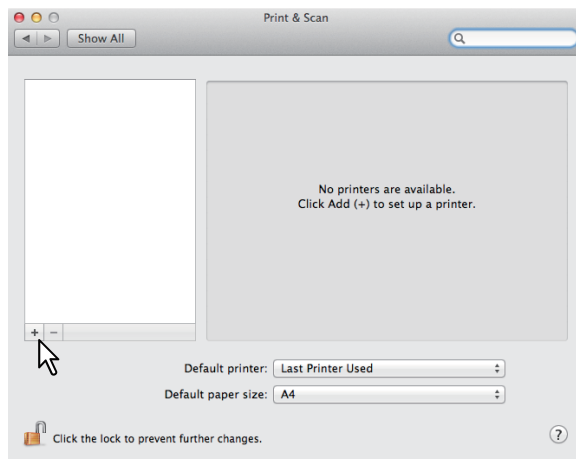 Print & Scan
Show All
No printers are available.
Click Add (+) to set up a printer.
+ −
Default printer: Last Printer Used
Default paper size: A4
Click the lock to prevent further changes.
?